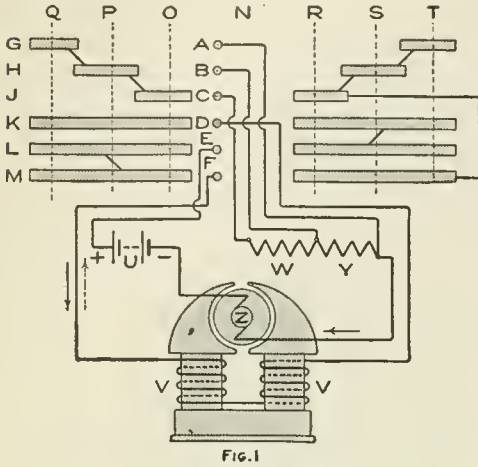 Q P O N R S T
G A
H B
J C
K D
L E
M F
+ U -
W Y
Z
V V
FIG.1